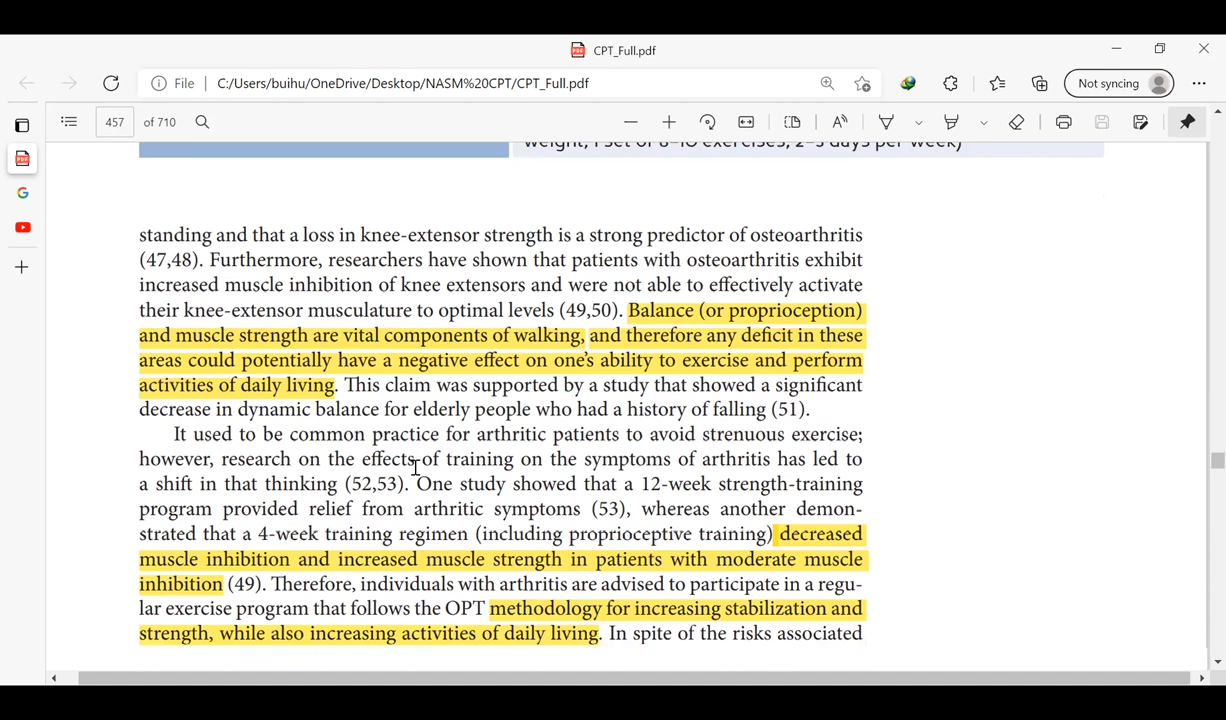 CPT_Full.pdf
File C:/Users/buihu/OneDrive/Desktop/NASM%20CPT/CPT_Full.pdf Not syncing
457 of 710
weight, 1 set of 8–10 exercises, 2–3 days per week)
standing and that a loss in knee-extensor strength is a strong predictor of osteoarthritis
(47,48). Furthermore, researchers have shown that patients with osteoarthritis exhibit
increased muscle inhibition of knee extensors and were not able to effectively activate
their knee-extensor musculature to optimal levels (49,50). Balance (or proprioception)
and muscle strength are vital components of walking, and therefore any deficit in these
areas could potentially have a negative effect on one's ability to exercise and perform
activities of daily living. This claim was supported by a study that showed a significant
decrease in dynamic balance for elderly people who had a history of falling (51).
It used to be common practice for arthritic patients to avoid strenuous exercise;
however, research on the effects of training on the symptoms of arthritis has led to
a shift in that thinking (52,53). One study showed that a 12-week strength-training
program provided relief from arthritic symptoms (53), whereas another demon-
strated that a 4-week training regimen (including proprioceptive training) decreased
muscle inhibition and increased muscle strength in patients with moderate muscle
inhibition (49). Therefore, individuals with arthritis are advised to participate in a regu-
lar exercise program that follows the OPT methodology for increasing stabilization and
strength, while also increasing activities of daily living. In spite of the risks associated